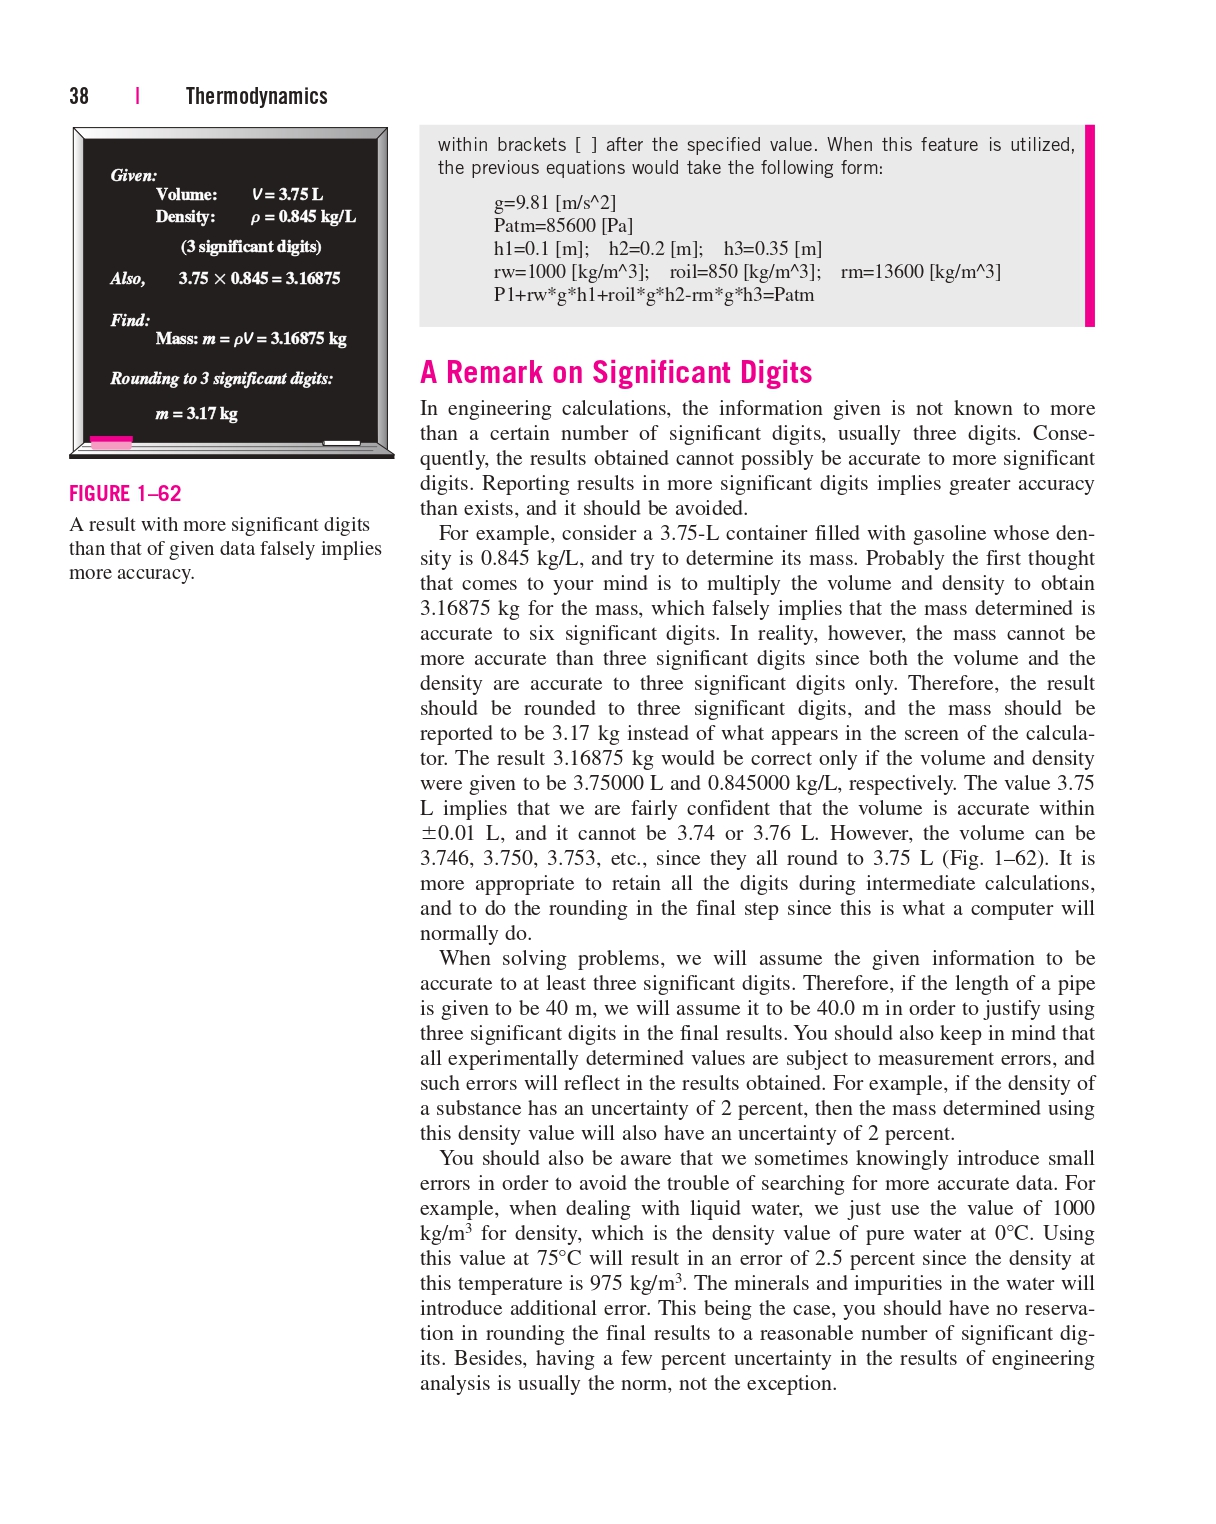 38 | Thermodynamics
Given:
Volume: V = 3.75 L
Density: ρ = 0.845 kg/L
(3 significant digits)
Also, 3.75 × 0.845 = 3.16875
Find:
Mass: m = ρV = 3.16875 kg
Rounding to 3 significant digits:
m = 3.17 kg
FIGURE 1–62
A result with more significant digits
than that of given data falsely implies
more accuracy.
within brackets [ ] after the specified value. When this feature is utilized,
the previous equations would take the following form:
g=9.81 [m/s^2]
Patm=85600 [Pa]
h1=0.1 [m]; h2=0.2 [m]; h3=0.35 [m]
rw=1000 [kg/m^3]; roil=850 [kg/m^3]; rm=13600 [kg/m^3]
P1+rw*g*h1+roil*g*h2-rm*g*h3=Patm
A Remark on Significant Digits
In engineering calculations, the information given is not known to more
than a certain number of significant digits, usually three digits. Conse-
quently, the results obtained cannot possibly be accurate to more significant
digits. Reporting results in more significant digits implies greater accuracy
than exists, and it should be avoided.
For example, consider a 3.75-L container filled with gasoline whose den-
sity is 0.845 kg/L, and try to determine its mass. Probably the first thought
that comes to your mind is to multiply the volume and density to obtain
3.16875 kg for the mass, which falsely implies that the mass determined is
accurate to six significant digits. In reality, however, the mass cannot be
more accurate than three significant digits since both the volume and the
density are accurate to three significant digits only. Therefore, the result
should be rounded to three significant digits, and the mass should be
reported to be 3.17 kg instead of what appears in the screen of the calcula-
tor. The result 3.16875 kg would be correct only if the volume and density
were given to be 3.75000 L and 0.845000 kg/L, respectively. The value 3.75
L implies that we are fairly confident that the volume is accurate within
±0.01 L, and it cannot be 3.74 or 3.76 L. However, the volume can be
3.746, 3.750, 3.753, etc., since they all round to 3.75 L (Fig. 1–62). It is
more appropriate to retain all the digits during intermediate calculations,
and to do the rounding in the final step since this is what a computer will
normally do.
When solving problems, we will assume the given information to be
accurate to at least three significant digits. Therefore, if the length of a pipe
is given to be 40 m, we will assume it to be 40.0 m in order to justify using
three significant digits in the final results. You should also keep in mind that
all experimentally determined values are subject to measurement errors, and
such errors will reflect in the results obtained. For example, if the density of
a substance has an uncertainty of 2 percent, then the mass determined using
this density value will also have an uncertainty of 2 percent.
You should also be aware that we sometimes knowingly introduce small
errors in order to avoid the trouble of searching for more accurate data. For
example, when dealing with liquid water, we just use the value of 1000
kg/m³ for density, which is the density value of pure water at 0°C. Using
this value at 75°C will result in an error of 2.5 percent since the density at
this temperature is 975 kg/m³. The minerals and impurities in the water will
introduce additional error. This being the case, you should have no reserva-
tion in rounding the final results to a reasonable number of significant dig-
its. Besides, having a few percent uncertainty in the results of engineering
analysis is usually the norm, not the exception.